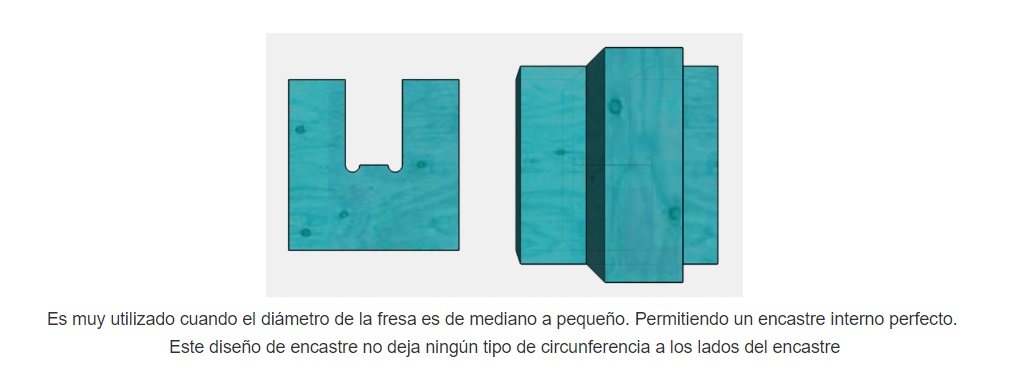 Es muy utilizado cuando el diámetro de la fresa es de mediano a pequeño. Permitiendo un encastre interno perfecto.
Este diseño de encastre no deja ningún tipo de circunferencia a los lados del encastre